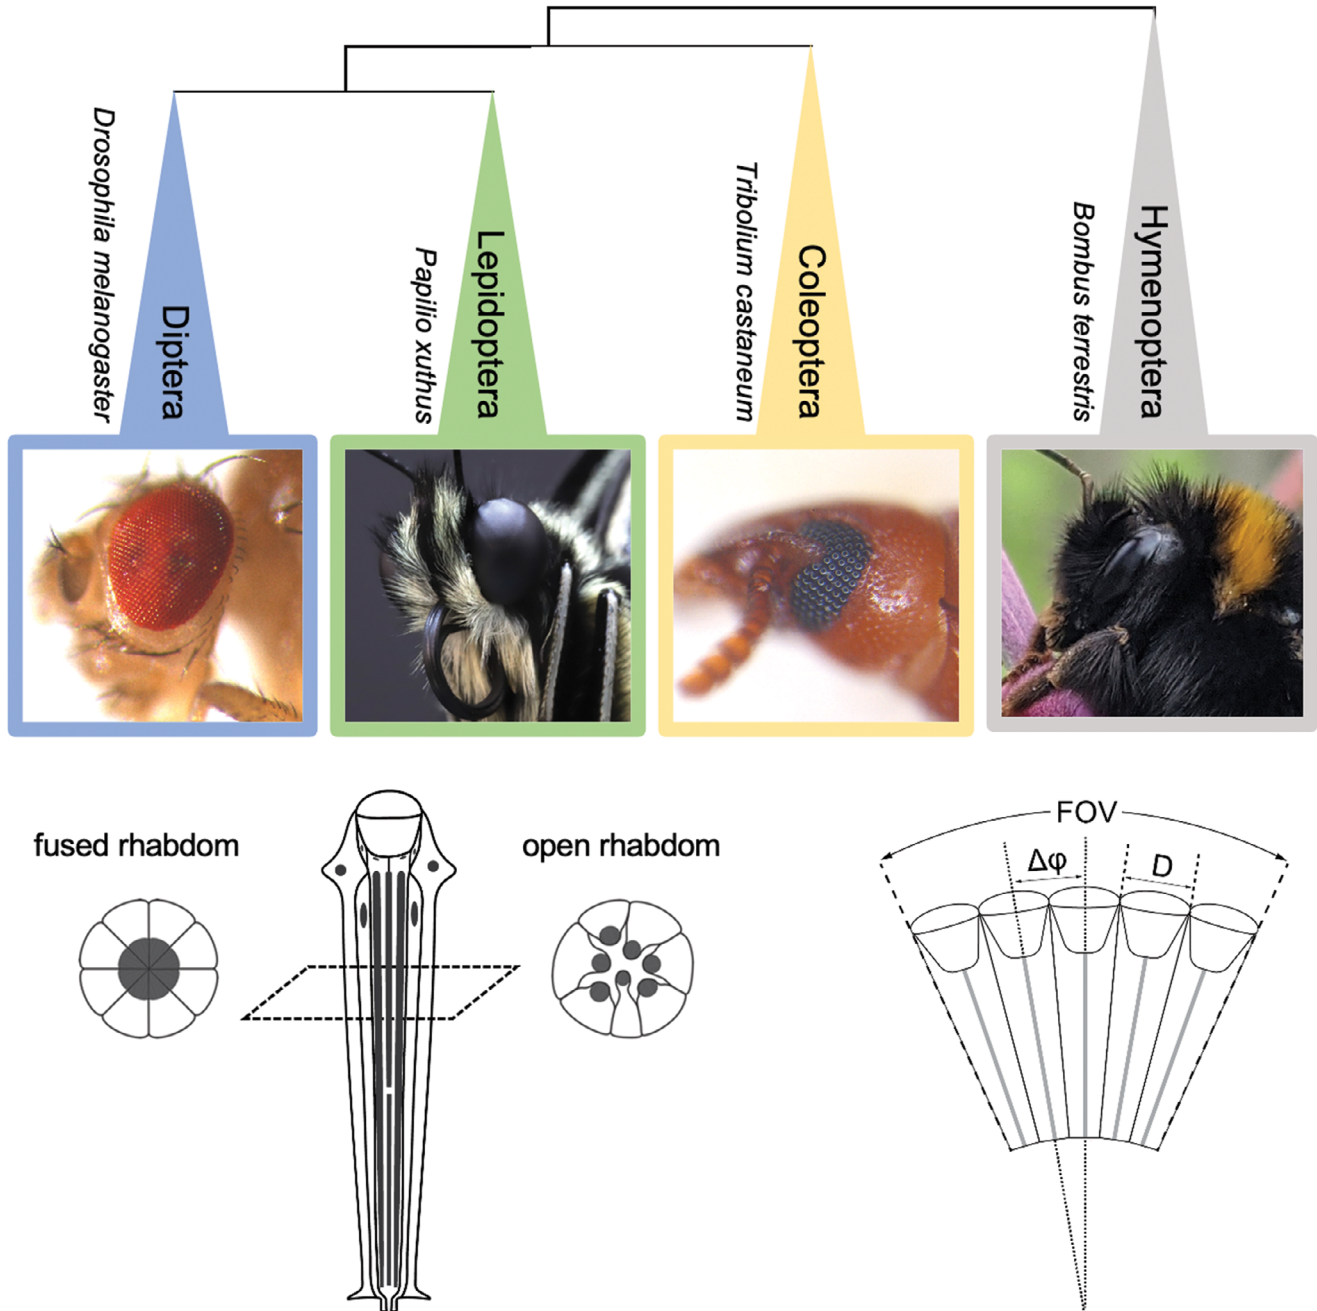 Drosophila melanogaster
Diptera
Papilio xuthus
Lepidoptera
Tribolium castaneum
Coleoptera
Bombus terrestris
Hymenoptera
fused rhabdom
open rhabdom
FOV
Δφ
D